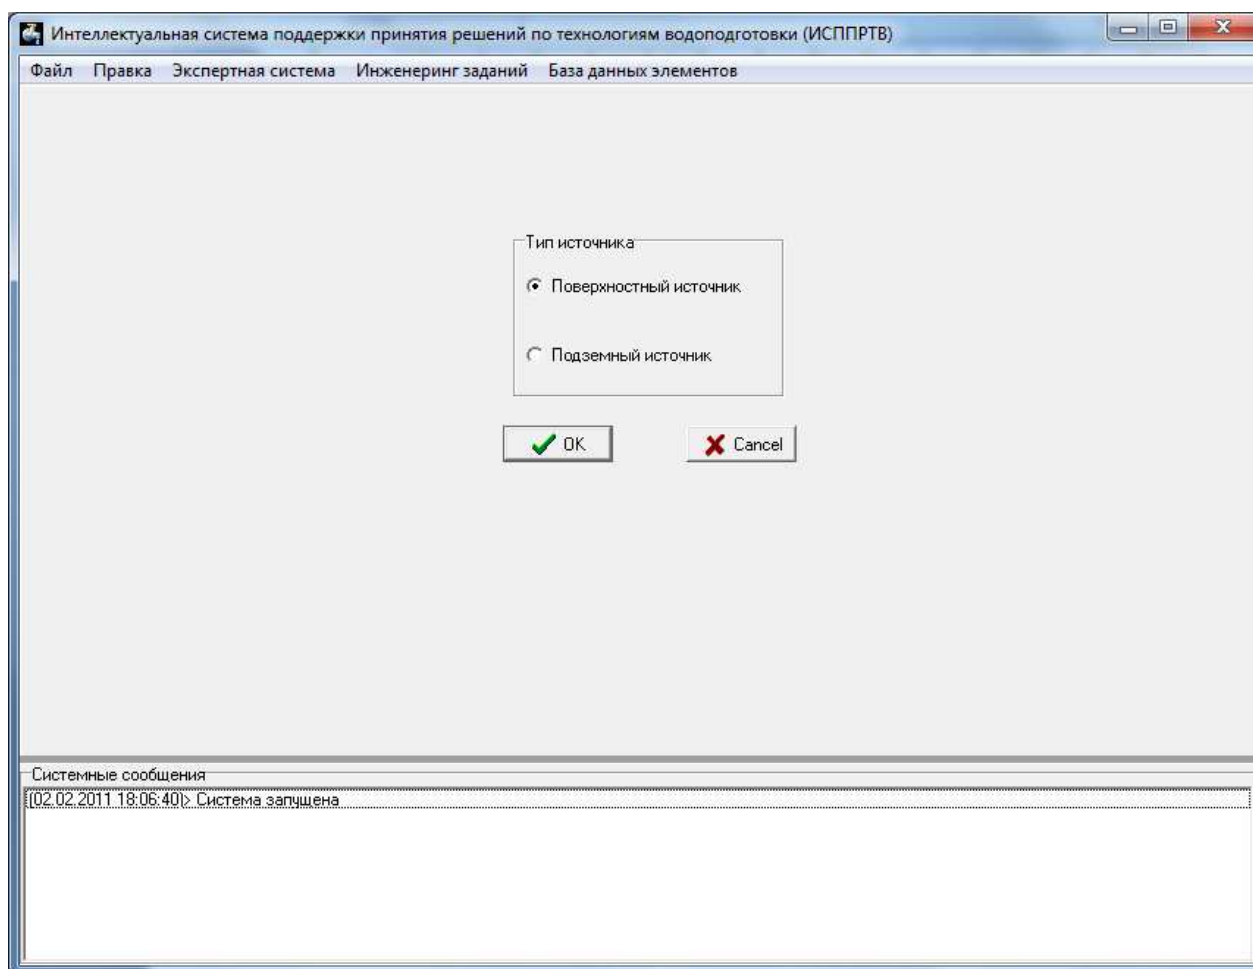 Интеллектуальная система поддержки принятия решений по технологиям водоподготовки (ИСППРТВ)
Файл Правка Экспертная система Инженеринг заданий База данных элементов
Тип источника
Поверхностный источник
Подземный источник
OK Cancel
Системные сообщения
(02.02.2011 18:06:40)> Система запущена